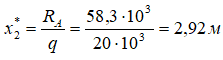 x₂* = R_A / q = 58,3·10³ / 20·10³ = 2,92 м